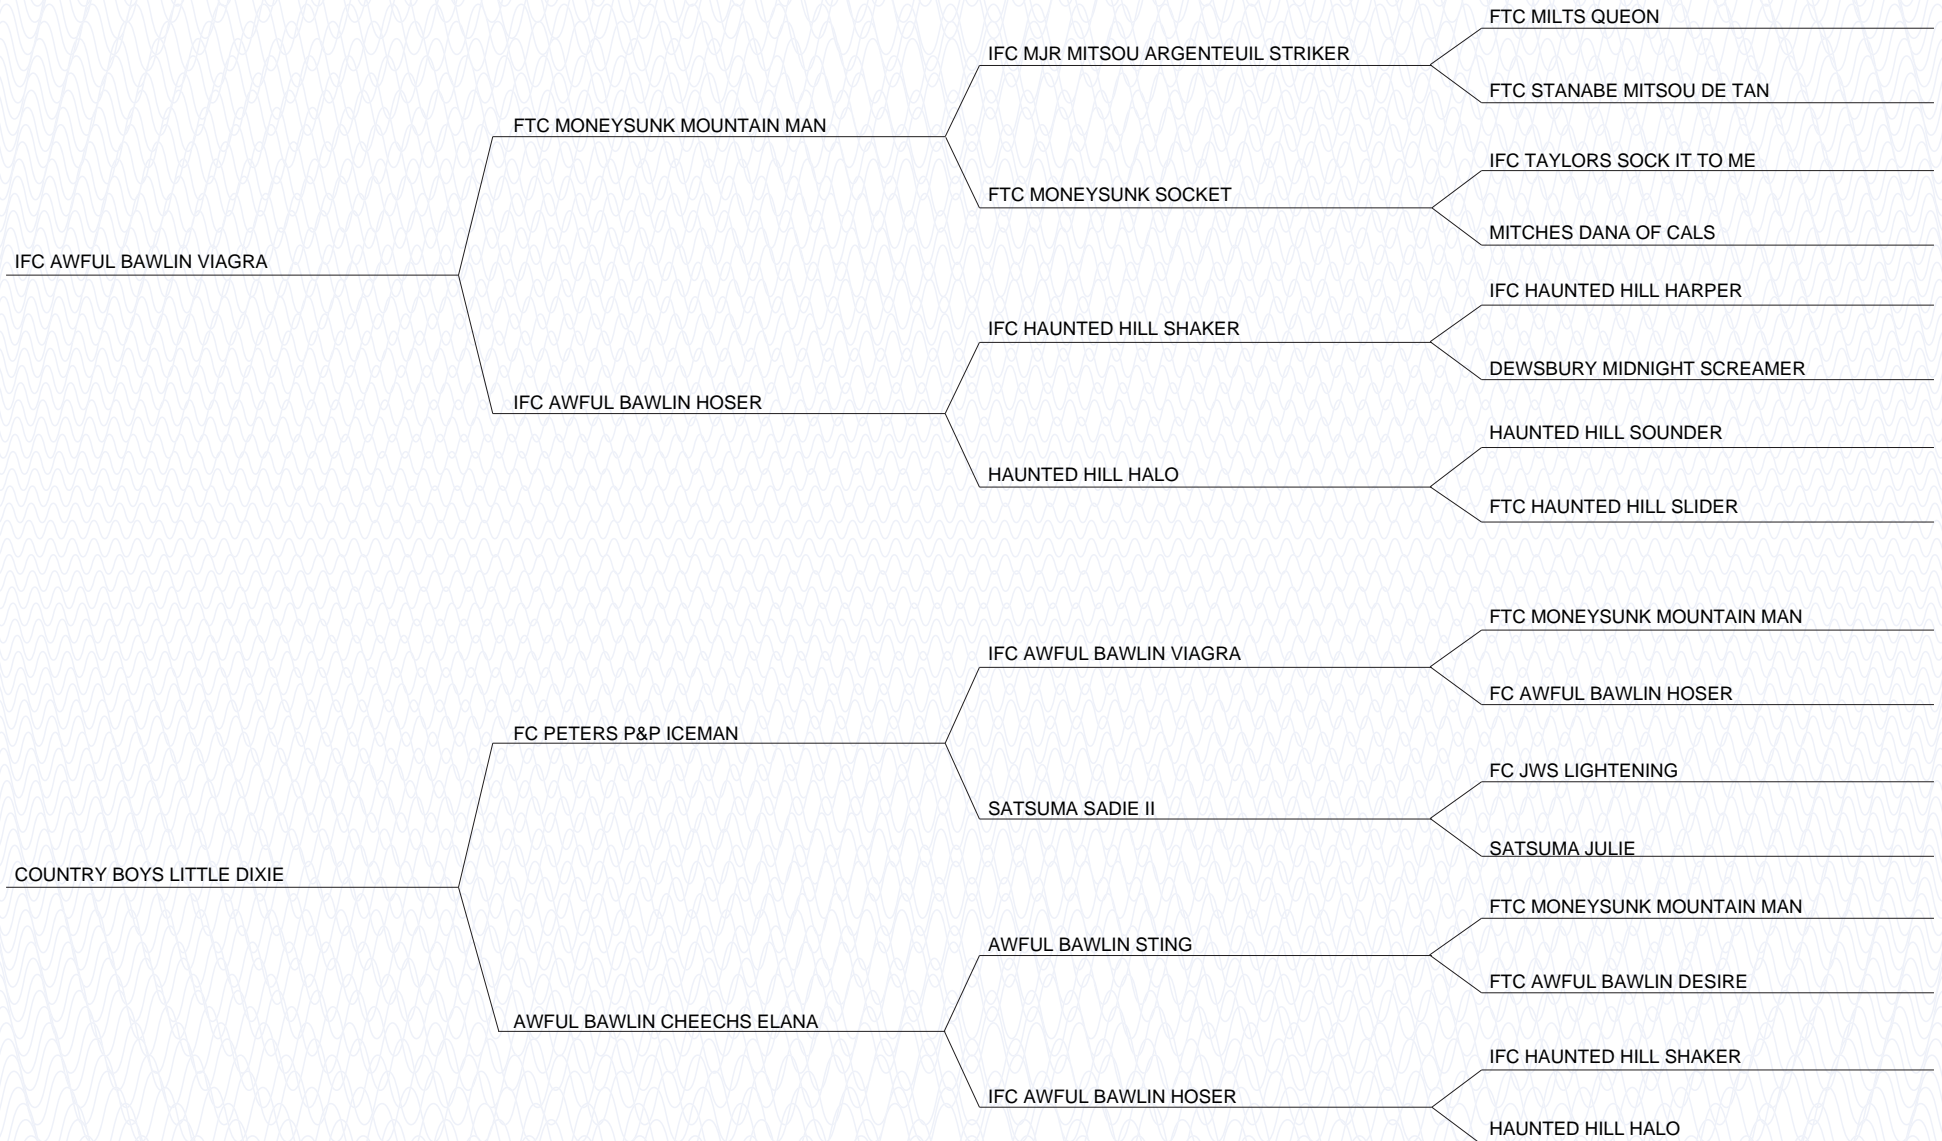 FTC MILTS QUEON
IFC MJR MITSOU ARGENTEUIL STRIKER
FTC STANABE MITSOU DE TAN
FTC MONEYSUNK MOUNTAIN MAN
IFC TAYLORS SOCK IT TO ME
FTC MONEYSUNK SOCKET
MITCHES DANA OF CALS
IFC AWFUL BAWLIN VIAGRA
IFC HAUNTED HILL HARPER
IFC HAUNTED HILL SHAKER
DEWSBURY MIDNIGHT SCREAMER
IFC AWFUL BAWLIN HOSER
HAUNTED HILL SOUNDER
HAUNTED HILL HALO
FTC HAUNTED HILL SLIDER
FTC MONEYSUNK MOUNTAIN MAN
IFC AWFUL BAWLIN VIAGRA
FC AWFUL BAWLIN HOSER
FC PETERS P&P ICEMAN
FC JWS LIGHTENING
SATSUMA SADIE II
SATSUMA JULIE
COUNTRY BOYS LITTLE DIXIE
FTC MONEYSUNK MOUNTAIN MAN
AWFUL BAWLIN STING
FTC AWFUL BAWLIN DESIRE
AWFUL BAWLIN CHEECHS ELANA
IFC HAUNTED HILL SHAKER
IFC AWFUL BAWLIN HOSER
HAUNTED HILL HALO